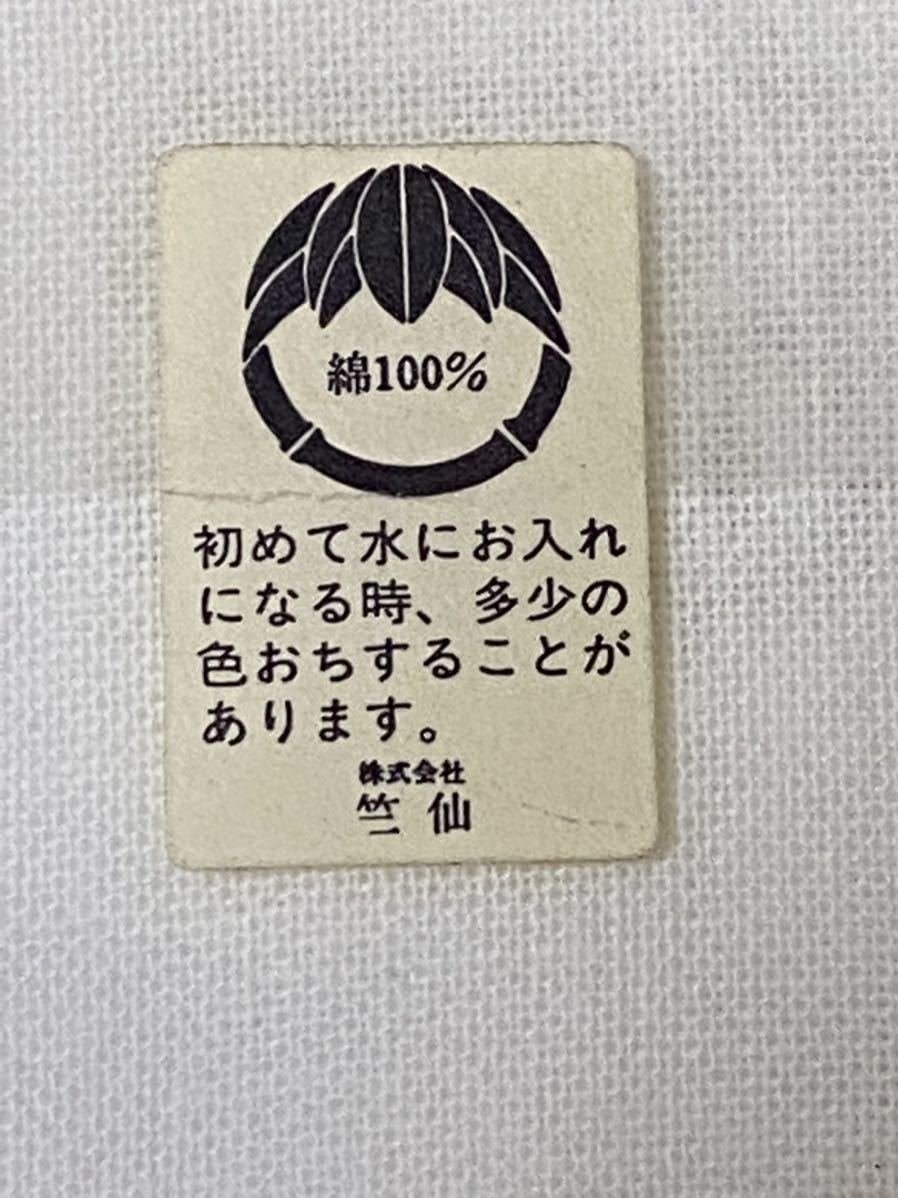 綿100%
初めて水にお入れ
になる時、多少の
色おちすることが
あります。
株式会社
竺仙